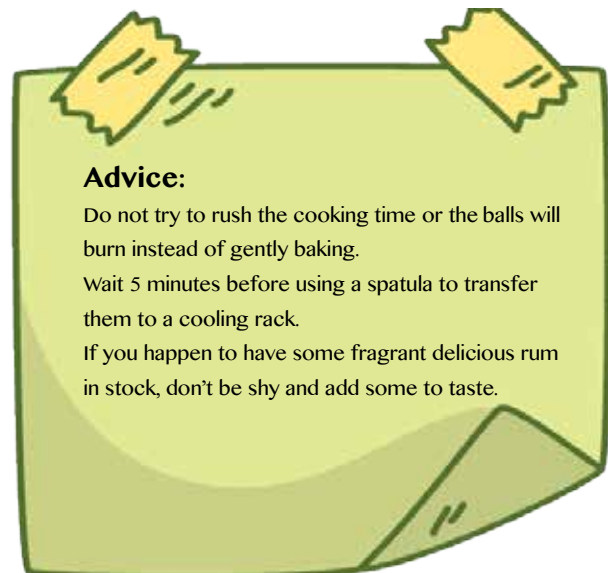 Advice:
Do not try to rush the cooking time or the balls will
burn instead of gently baking.
Wait 5 minutes before using a spatula to transfer
them to a cooling rack.
If you happen to have some fragrant delicious rum
in stock, don’t be shy and add some to taste.